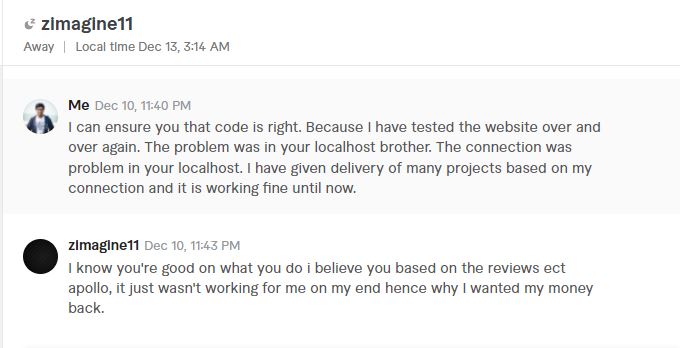 zimagine11
Away | Local time Dec 13, 3:14 AM
Me Dec 10, 11:40 PM
I can ensure you that code is right. Because I have tested the website over and
over again. The problem was in your localhost brother. The connection was
problem in your localhost. I have given delivery of many projects based on my
connection and it is working fine until now.
zimagine11 Dec 10, 11:43 PM
I know you're good on what you do i believe you based on the reviews ect
apollo, it just wasn't working for me on my end hence why I wanted my money
back.